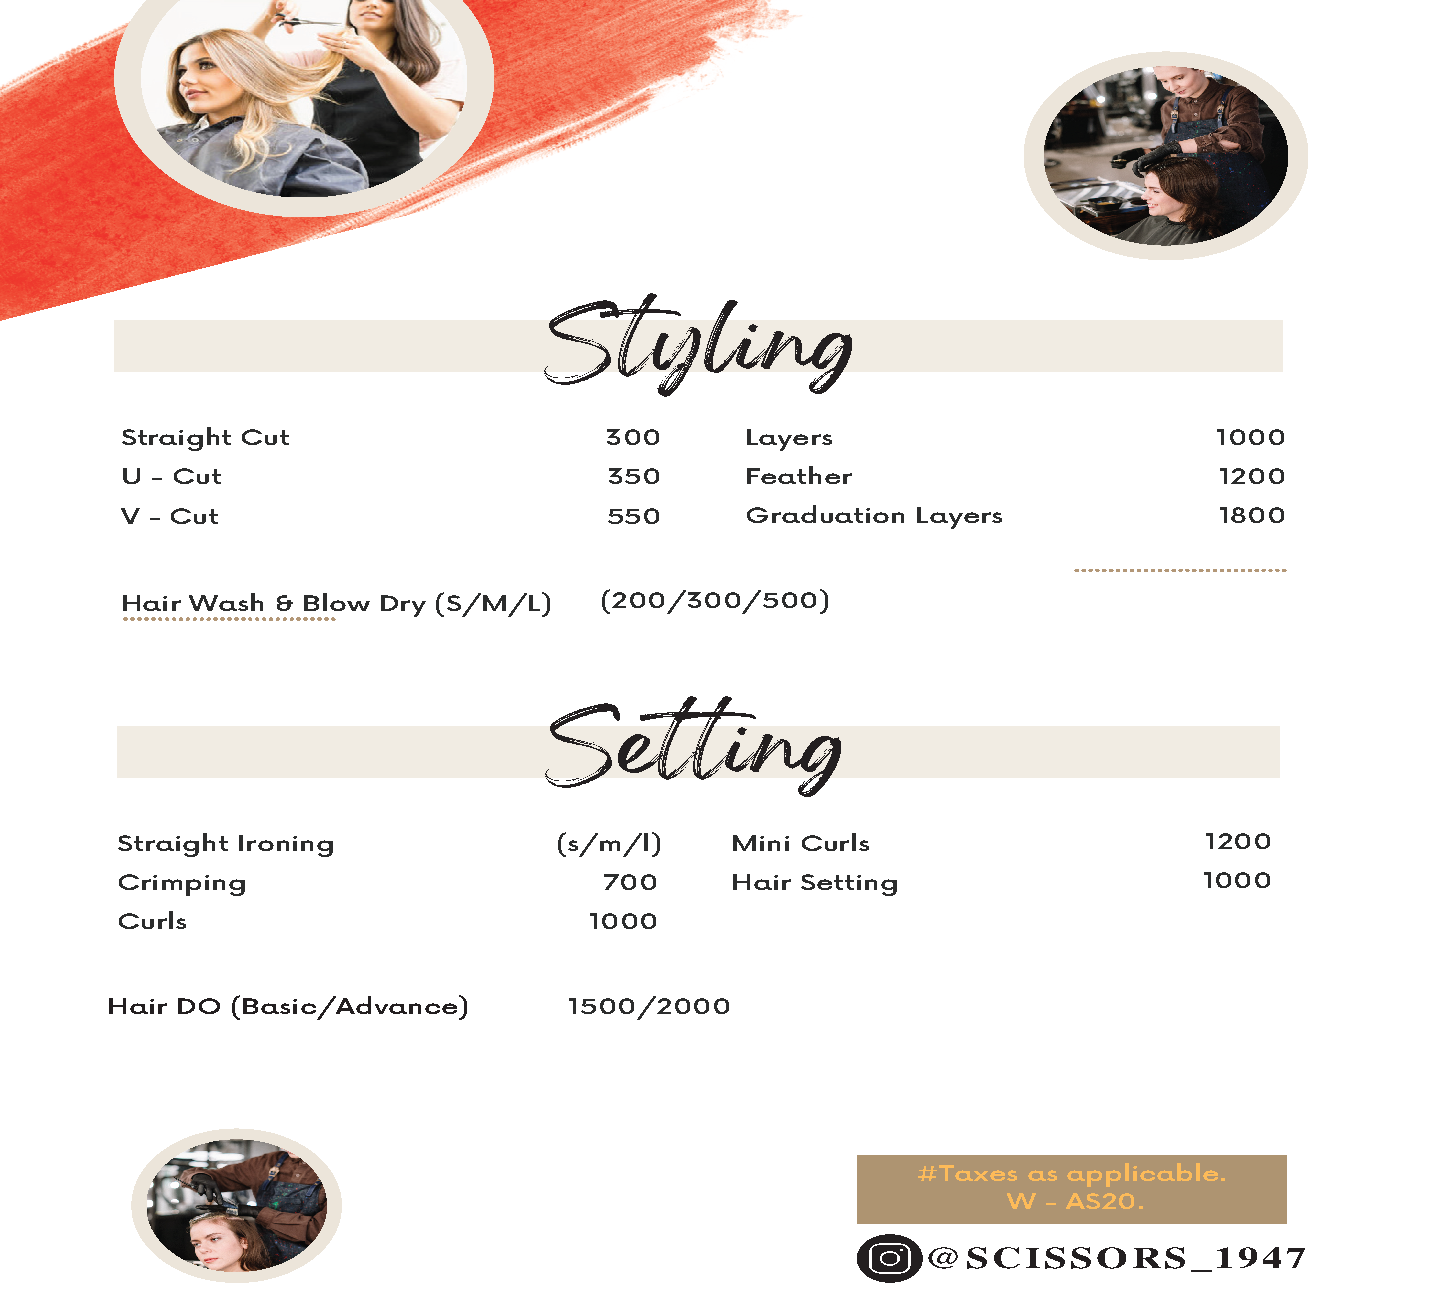 Styling
Straight Cut 300 Layers 1000
U - Cut 350 Feather 1200
V - Cut 550 Graduation Layers 1800
Hair Wash & Blow Dry (S/M/L) (200/300/500)
Setting
Straight Ironing (s/m/l) Mini Curls 1200
Crimping 700 Hair Setting 1000
Curls 1000
Hair DO (Basic/Advance) 1500/2000
#Taxes as applicable.
W - AS20.
@SCISSORS_1947